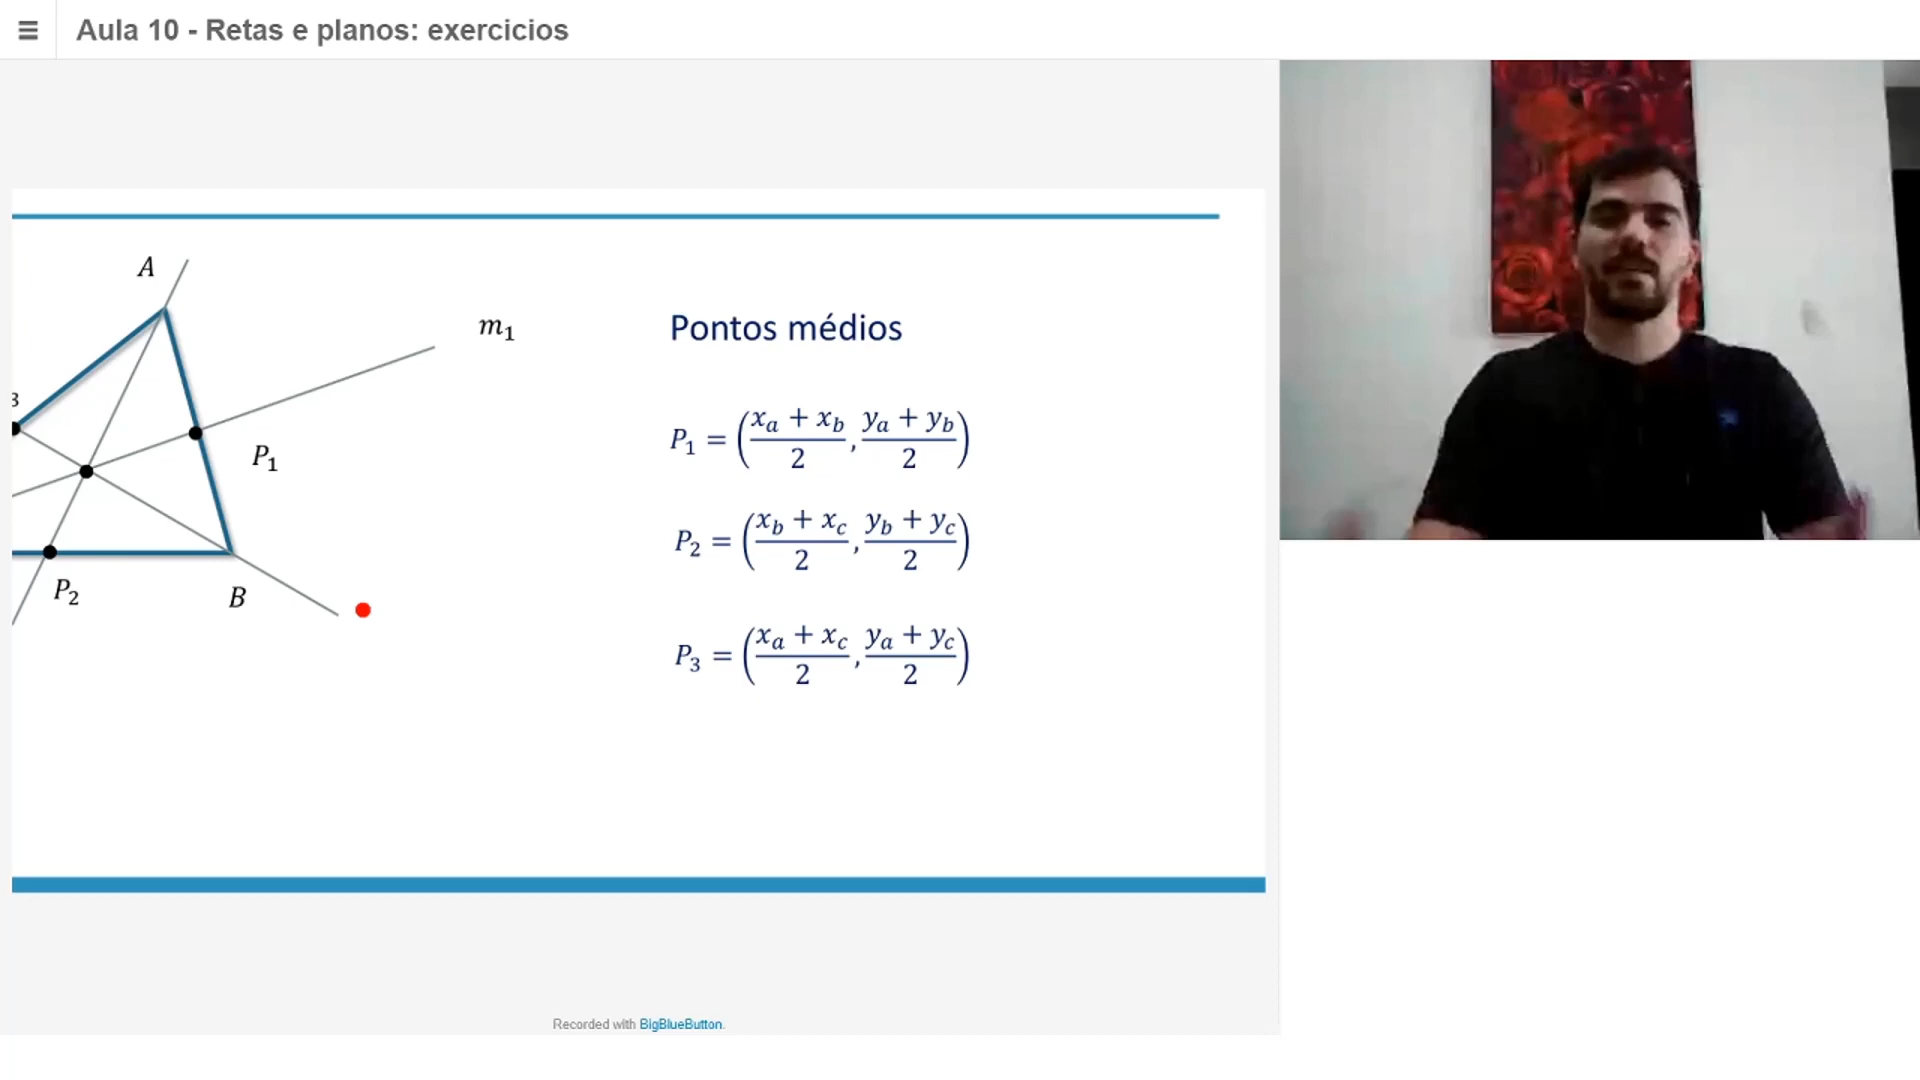 Aula 10 - Retas e planos: exercicios
A
m₁
Pontos médios
3
P₁ = ((xₐ + x_b)/2, (yₐ + y_b)/2)
P₁
P₂ = ((x_b + x_c)/2, (y_b + y_c)/2)
P₂
B
P₃ = ((xₐ + x_c)/2, (yₐ + y_c)/2)
Recorded with BigBlueButton.